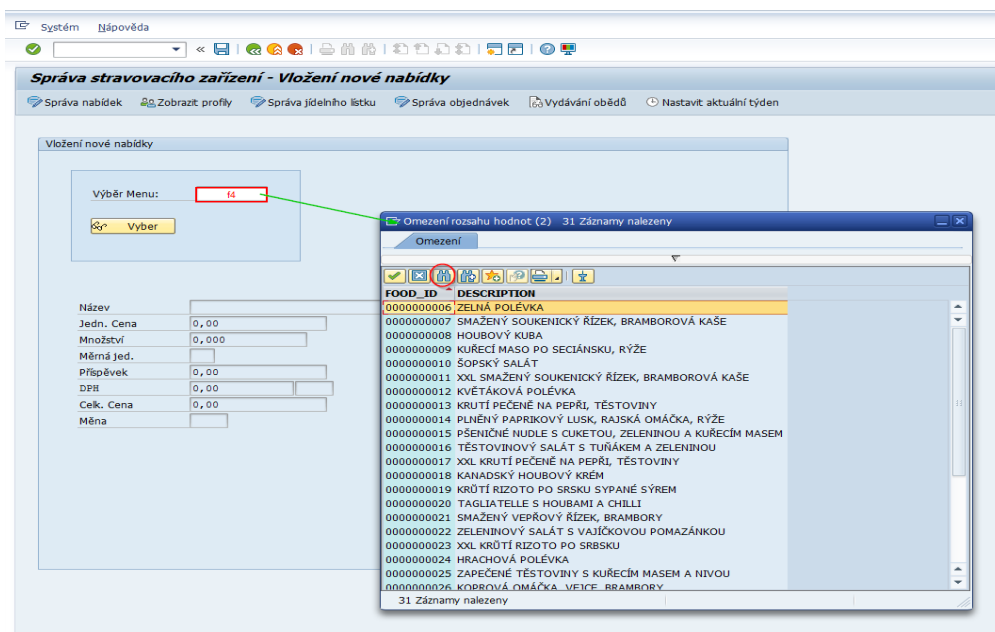 Systém Nápověda
Správa stravovacího zařízení - Vložení nové nabídky
Správa nabídek Zobrazit profily Správa jídelního lístku Správa objednávek Vydávání obědů Nastavit aktuální týden
Vložení nové nabídky
Výběr Menu: f4
Vyber
Název
Jedn. Cena 0,00
Množství 0,000
Měrná jed.
Příspěvek 0,00
DPH 0,00
Celk. Cena 0,00
Měna
Omezení rozsahu hodnot (2) 31 Záznamy nalezeny
Omezení
FOOD_ID DESCRIPTION
0000000006 ZELNÁ POLÉVKA
0000000007 SMAŽENÝ SOUKENICKÝ ŘÍZEK, BRAMBOROVÁ KAŠE
0000000008 HOUBOVÝ KUBA
0000000009 KUŘECÍ MASO PO SECIÁNSKU, RÝŽE
0000000010 ŠOPSKÝ SALÁT
0000000011 XXL SMAŽENÝ SOUKENICKÝ ŘÍZEK, BRAMBOROVÁ KAŠE
0000000012 KVĚTÁKOVÁ POLÉVKA
0000000013 KRUTÍ PEČENĚ NA PEPŘI, TĚSTOVINY
0000000014 PLNĚNÝ PAPRIKOVÝ LUSK, RAJSKÁ OMÁČKA, RÝŽE
0000000015 PŠENIČNÉ NUDLE S CUKETOU, ZELENINOU A KUŘECÍM MASEM
0000000016 TĚSTOVINOVÝ SALÁT S TUŇÁKEM A ZELENINOU
0000000017 XXL KRUTÍ PEČENĚ NA PEPŘI, TĚSTOVINY
0000000018 KANADSKÝ HOUBOVÝ KRÉM
0000000019 KRŮTÍ RIZOTO PO SRSKU SYPANÉ SÝREM
0000000020 TAGLIATELLE S HOUBAMI A CHILLI
0000000021 SMAŽENÝ VEPŘOVÝ ŘÍZEK, BRAMBORY
0000000022 ZELENINOVÝ SALÁT S VAJÍČKOVOU POMAZÁNKOU
0000000023 XXL KRŮTÍ RIZOTO PO SRBSKU
0000000024 HRACHOVÁ POLÉVKA
0000000025 ZAPEČENÉ TĚSTOVINY S KUŘECÍM MASEM A NIVOU
0000000026 KOPROVÁ OMÁČKA, VEJCE, BRAMBORY
31 Záznamy nalezeny